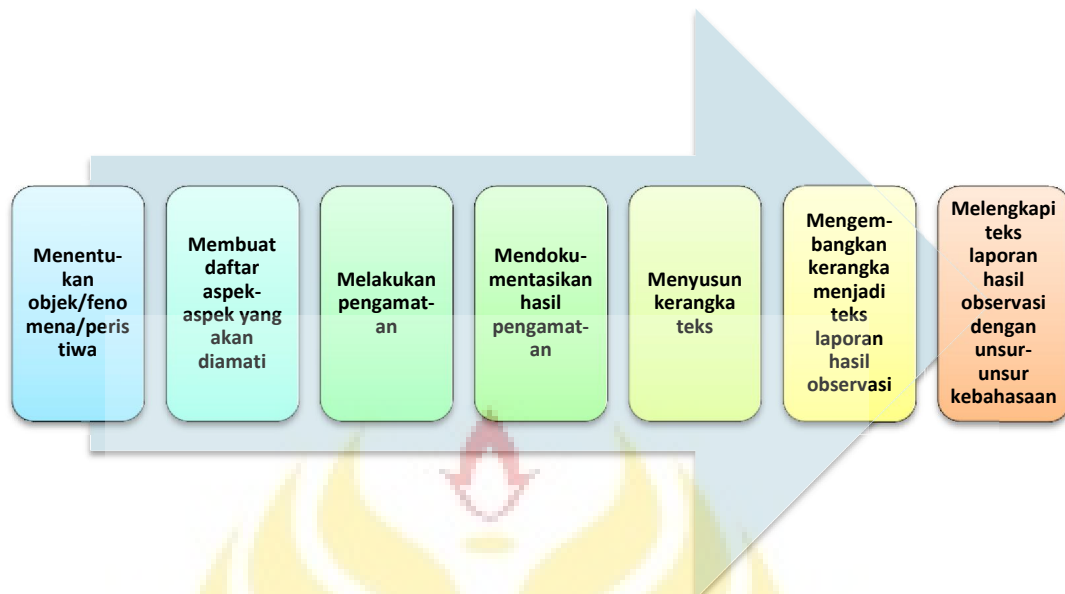 Menentu-
kan
objek/feno
mena/peris
tiwa
Membuat
daftar
aspek-
aspek yang
akan
diamati
Melakukan
pengamat-
an
Mendoku-
mentasikan
hasil
pengamat-
an
Menyusun
kerangka
teks
Mengem-
bangkan
kerangka
menjadi
teks
laporan
hasil
observasi
Melengkapi
teks
laporan
hasil
observasi
dengan
unsur-
unsur
kebahasaan